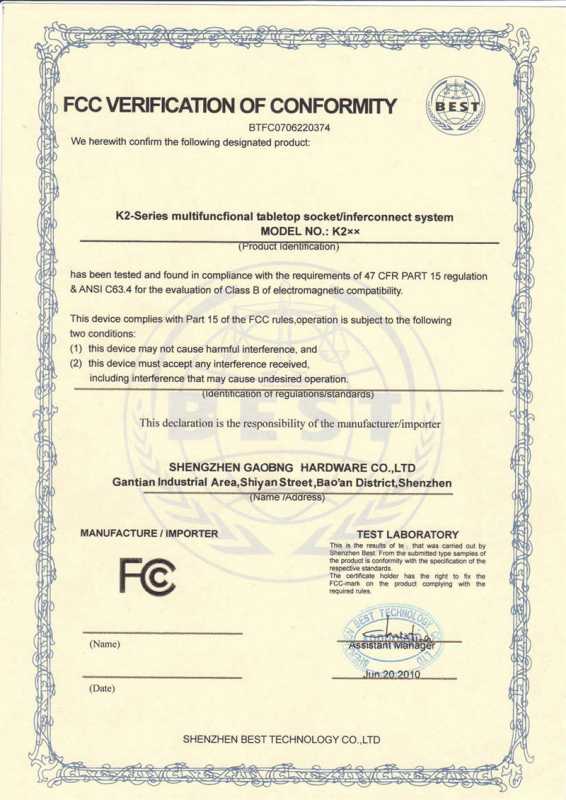 FCC VERIFICATION OF CONFORMITY
BEST
BTFC0706220374
We herewith confirm the following designated product:
K2-Series multifuncfional tabletop socket/inferconnect system
MODEL NO.: K2××
(Product Identification)
has been tested and found in compliance with the requirements of 47 CFR PART 15 regulation
& ANSI C63.4 for the evaluation of Class B of electromagnetic compatibility.
This device complies with Part 15 of the FCC rules,operation is subject to the following
two conditions:
(1) this device may not cause harmful interference, and
(2) this device must accept any interference received,
including interference that may cause undesired operation.
(Identification of regulations/standards)
BEST
This declaration is the responsibility of the manufacturer/importer
SHENGZHEN GAOBNG HARDWARE CO.,LTD
Gantian Industrial Area,Shiyan Street,Bao'an District,Shenzhen
(Name /Address)
MANUFACTURE / IMPORTER
FCC
TEST LABORATORY
This is the results of te , that was carried out by
Shenzhen Best. From the submitted type samples of
the product is conformity with the specification of the
respective standards.
The certificate holder has the right to fix the
FCC-mark on the product complying with the
required rules.
BEST TECHNOLOGY CO LTD
(Name)
Assistant Manager
(Date)
Jun.20.2010
SHENZHEN BEST TECHNOLOGY CO.,LTD